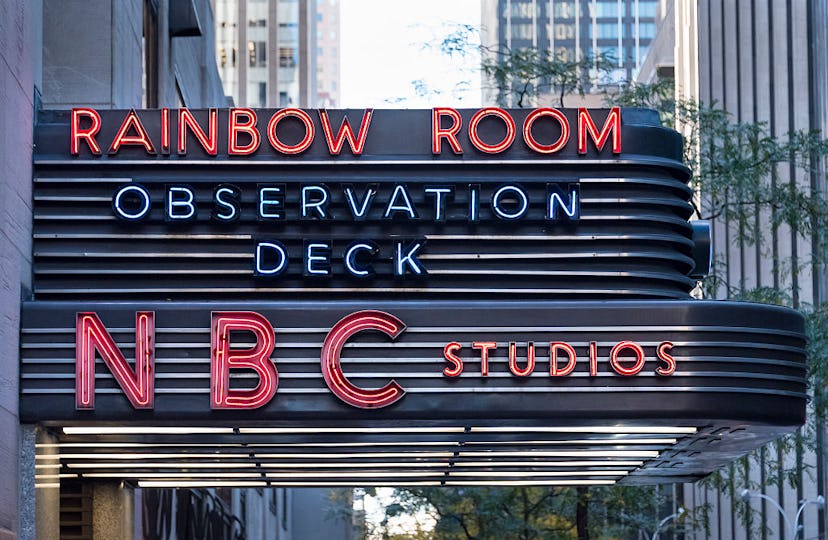 RAINBOW ROOM
OBSERVATION
DECK
NBC STUDIOS